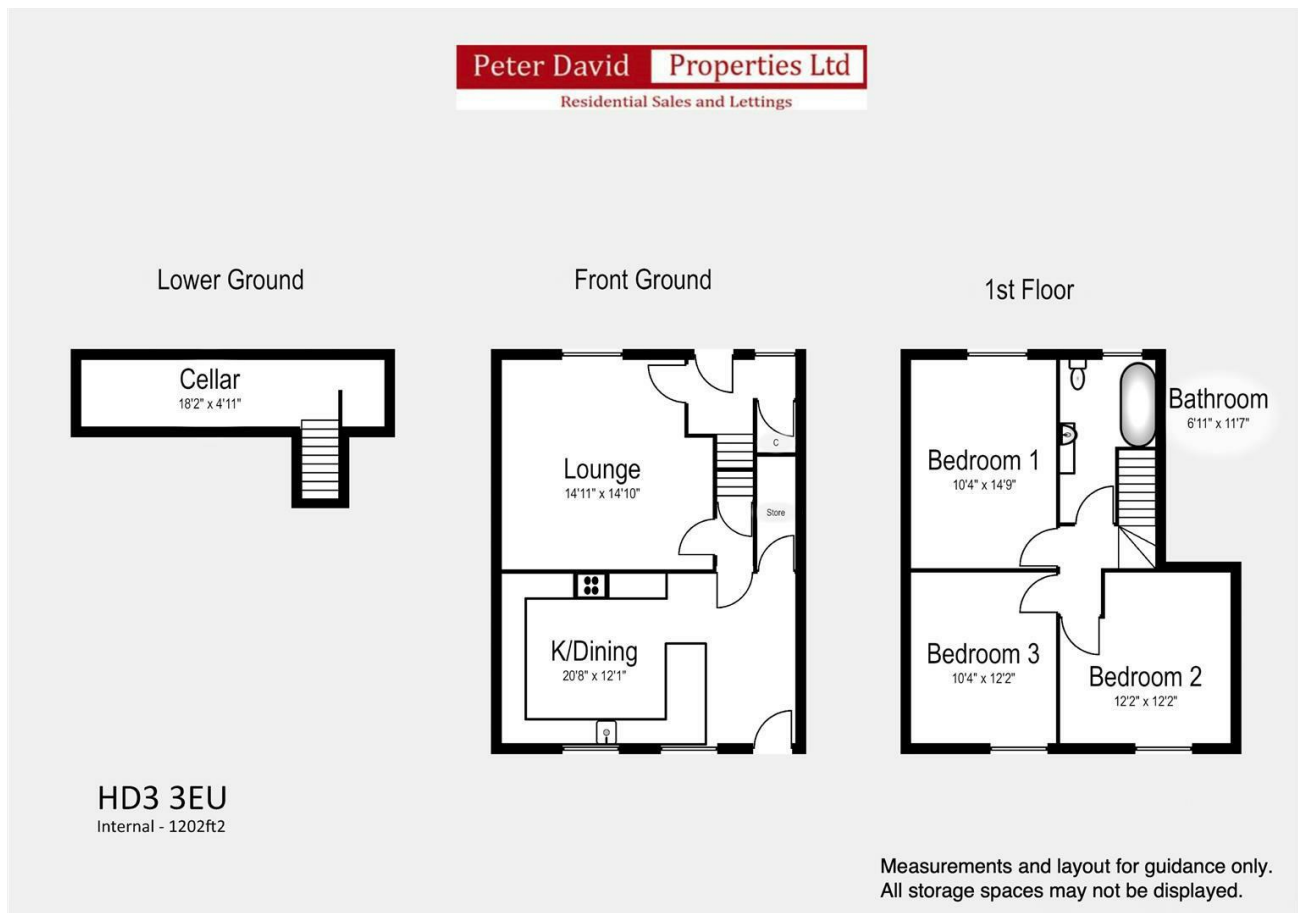 Peter David Properties Ltd
Residential Sales and Lettings
Lower Ground
Front Ground
1st Floor
Cellar
18'2" x 4'11"
Lounge
14'11" x 14'10"
C
Store
K/Dining
20'8" x 12'1"
Bathroom
6'11" x 11'7"
Bedroom 1
10'4" x 14'9"
Bedroom 3
10'4" x 12'2"
Bedroom 2
12'2" x 12'2"
HD3 3EU
Internal - 1202ft2
Measurements and layout for guidance only.
All storage spaces may not be displayed.